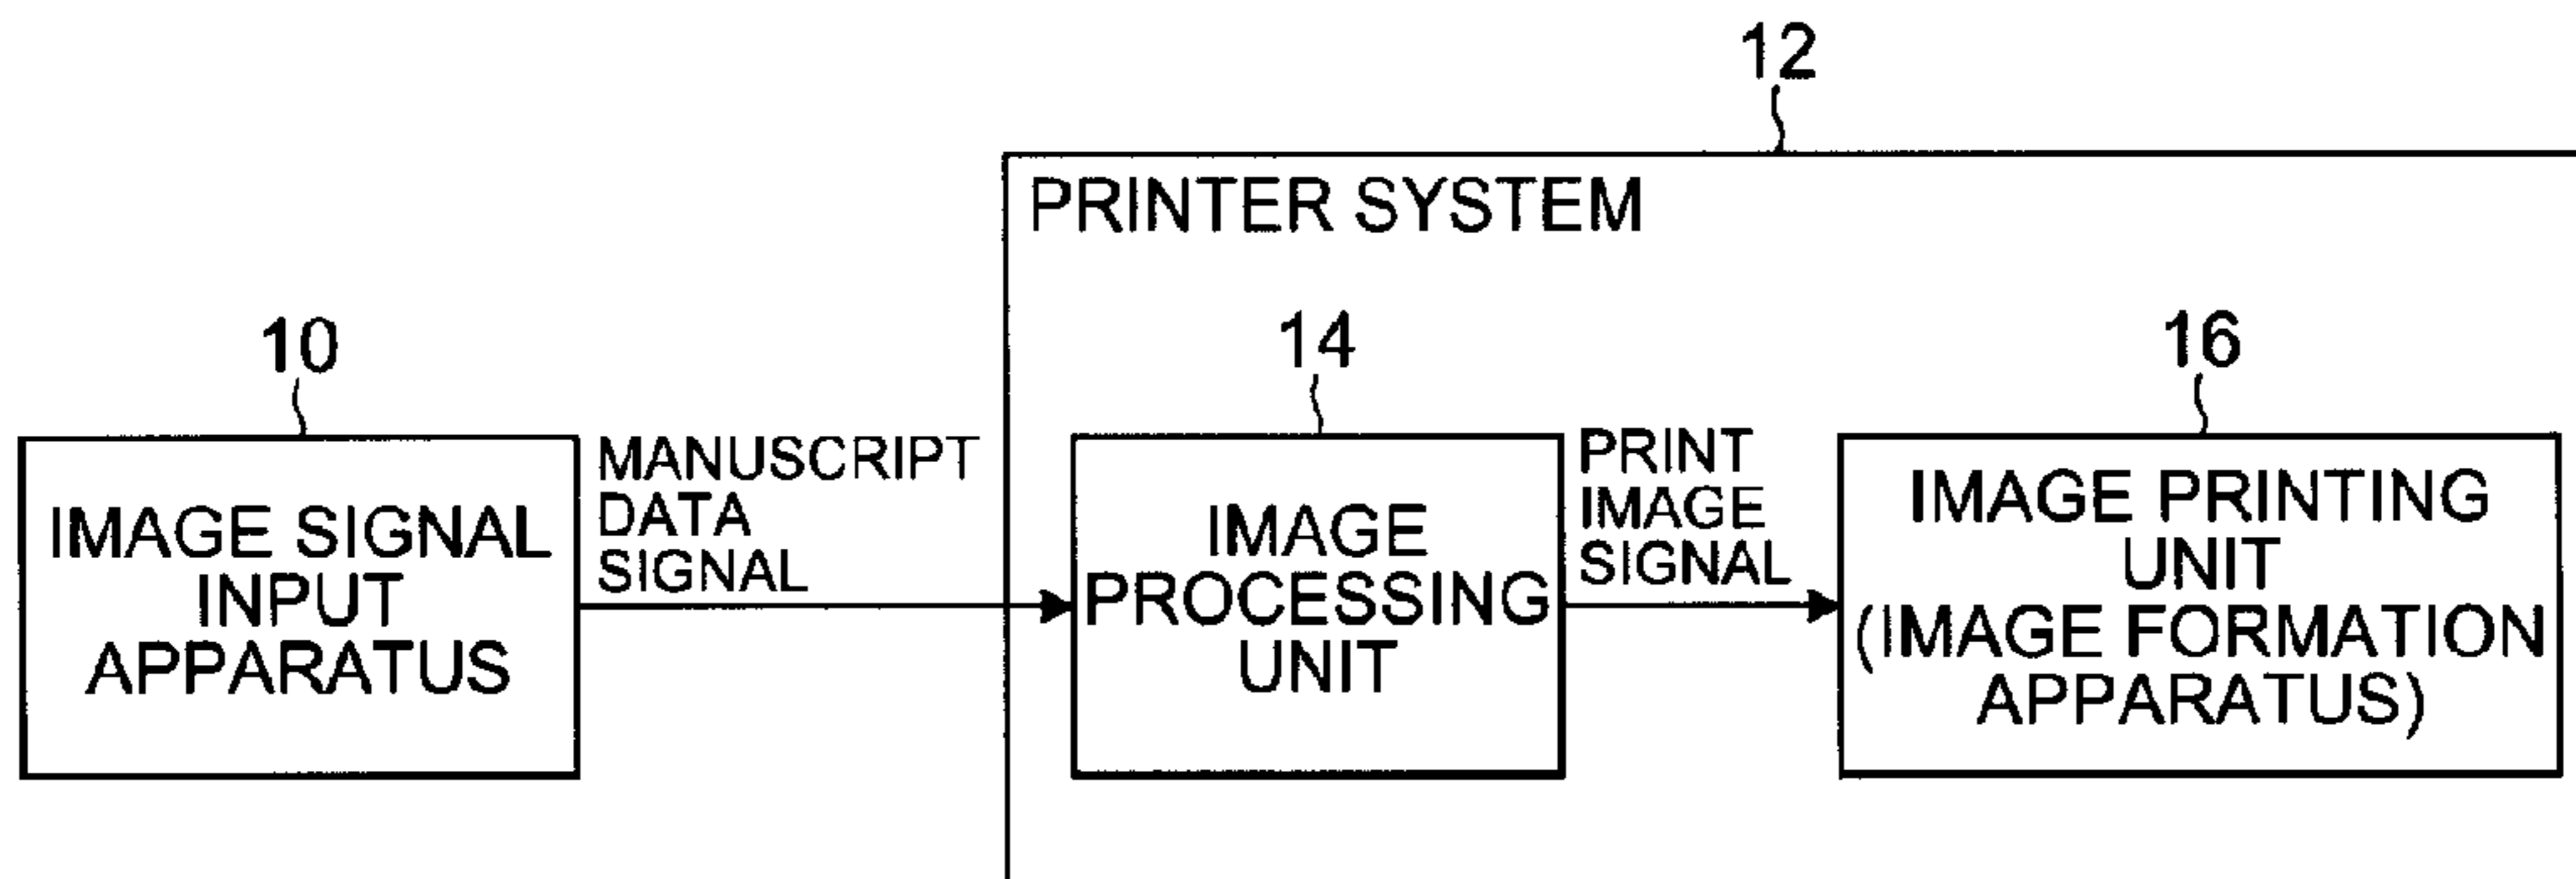 12
PRINTER SYSTEM
10
14
16
IMAGE SIGNAL
INPUT
APPARATUS
MANUSCRIPT
DATA
SIGNAL
IMAGE
PROCESSING
UNIT
PRINT
IMAGE
SIGNAL
IMAGE PRINTING
UNIT
(IMAGE FORMATION
APPARATUS)